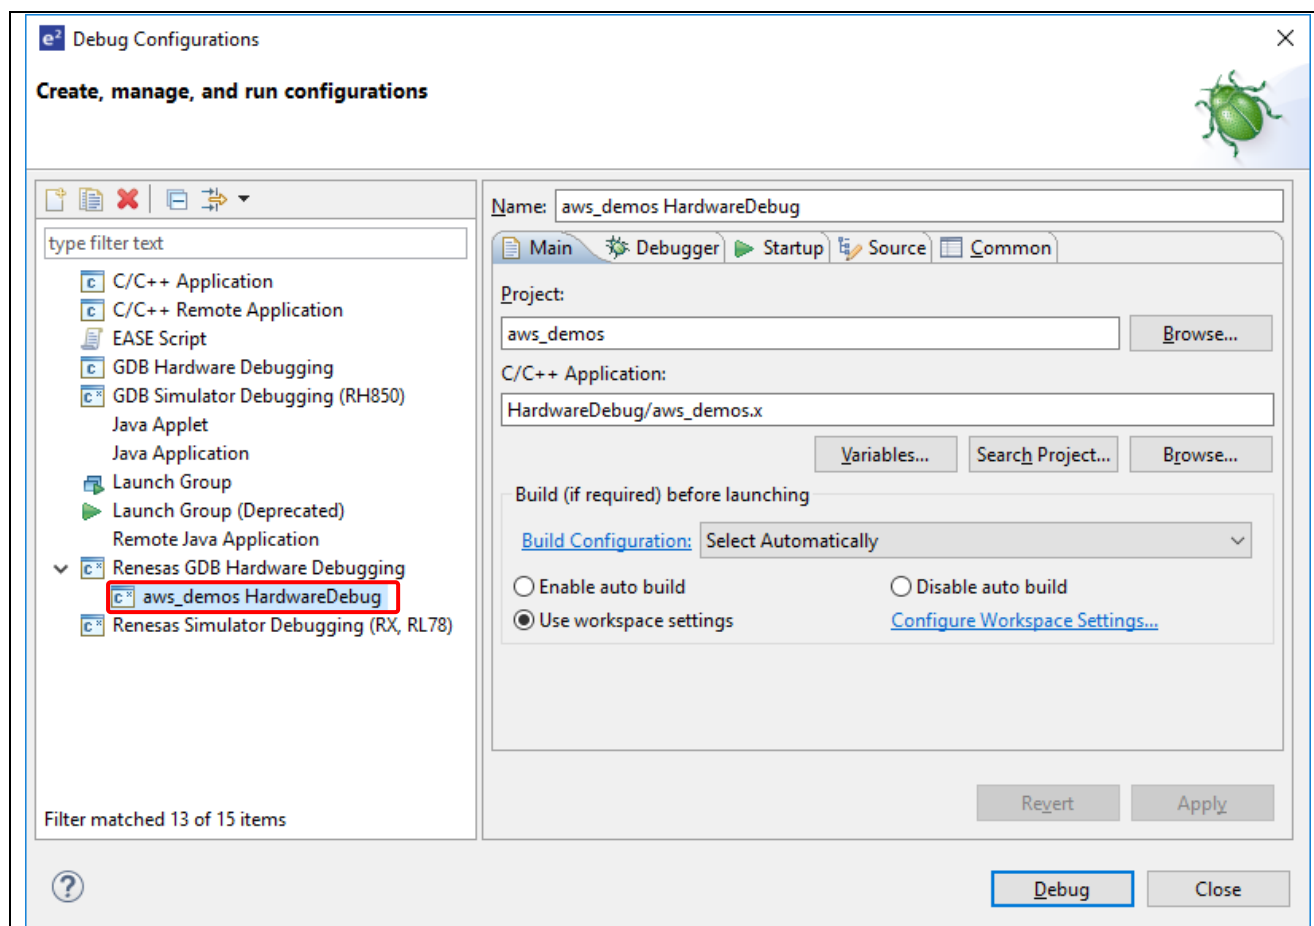 e² Debug Configurations
Create, manage, and run configurations
type filter text
C/C++ Application
C/C++ Remote Application
EASE Script
GDB Hardware Debugging
GDB Simulator Debugging (RH850)
Java Applet
Java Application
Launch Group
Launch Group (Deprecated)
Remote Java Application
Renesas GDB Hardware Debugging
aws_demos HardwareDebug
Renesas Simulator Debugging (RX, RL78)
Filter matched 13 of 15 items
Name: aws_demos HardwareDebug
Main Debugger Startup Source Common
Project:
aws_demos Browse...
C/C++ Application:
HardwareDebug/aws_demos.x
Variables... Search Project... Browse...
Build (if required) before launching
Build Configuration: Select Automatically
Enable auto build Disable auto build
Use workspace settings Configure Workspace Settings...
Revert Apply
? Debug Close